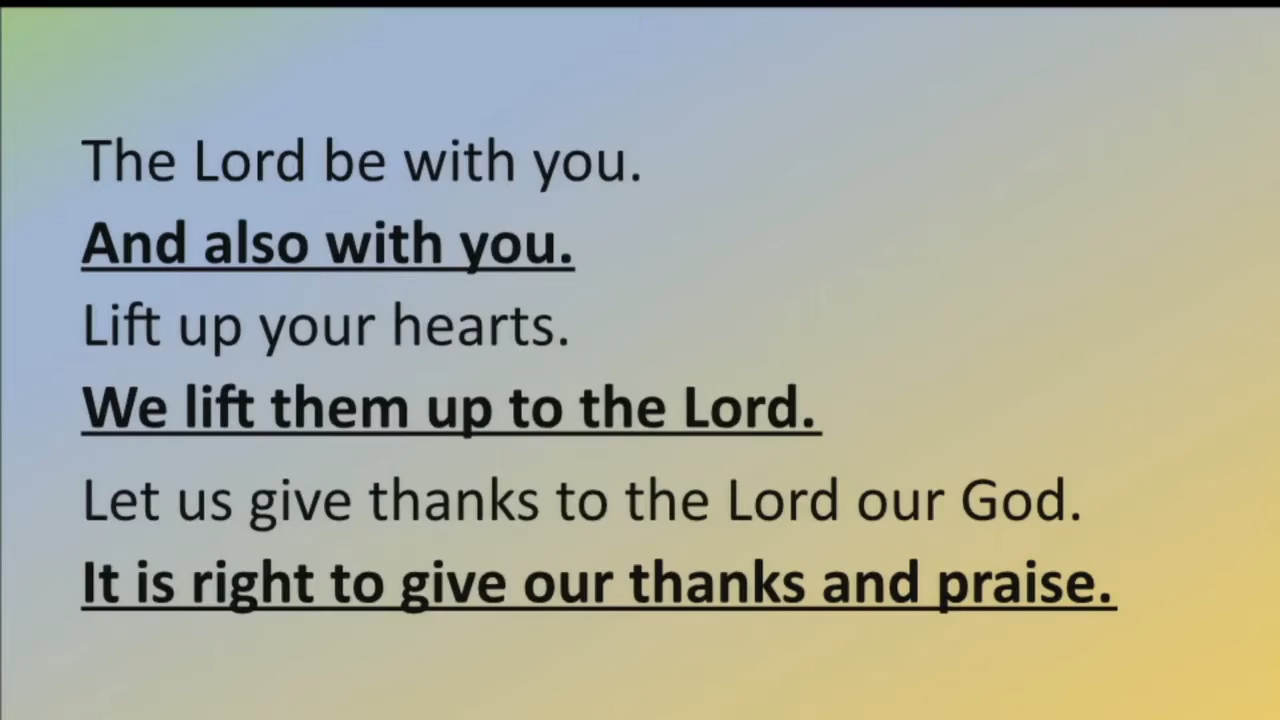 The Lord be with you.
And also with you.
Lift up your hearts.
We lift them up to the Lord.
Let us give thanks to the Lord our God.
It is right to give our thanks and praise.